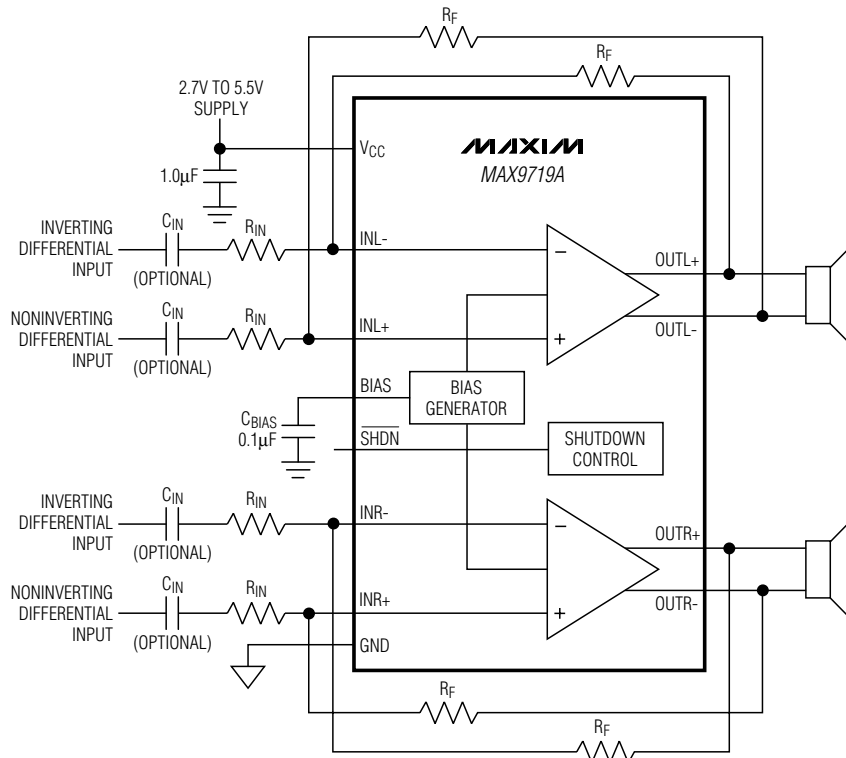 RF
RF
2.7V TO 5.5V
SUPPLY
VCC
MAXIM
MAX9719A
1.0µF
INVERTING
DIFFERENTIAL
INPUT
CIN
(OPTIONAL)
RIN
INL-
−
OUTL+
NONINVERTING
DIFFERENTIAL
INPUT
CIN
(OPTIONAL)
RIN
INL+
+
OUTL-
BIAS
BIAS
GENERATOR
CBIAS
0.1µF
SHDN
SHUTDOWN
CONTROL
INVERTING
DIFFERENTIAL
INPUT
CIN
(OPTIONAL)
RIN
INR-
−
OUTR+
NONINVERTING
DIFFERENTIAL
INPUT
CIN
(OPTIONAL)
RIN
INR+
+
OUTR-
GND
RF
RF